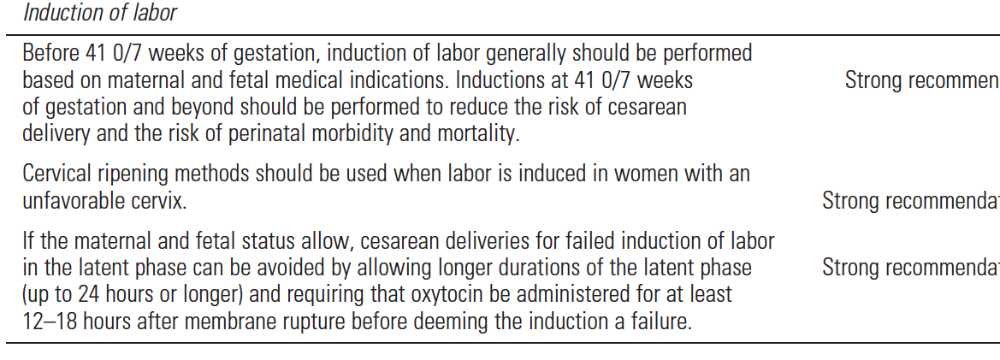 Induction of labor
Before 41 0/7 weeks of gestation, induction of labor generally should be performed
based on maternal and fetal medical indications. Inductions at 41 0/7 weeks
Strong recommen
of gestation and beyond should be performed to reduce the risk of cesarean
delivery and the risk of perinatal morbidity and mortality.
Cervical ripening methods should be used when labor is induced in women with an
unfavorable cervix.
Strong recommendat
If the maternal and fetal status allow, cesarean deliveries for failed induction of labor
in the latent phase can be avoided by allowing longer durations of the latent phase
Strong recommendat
(up to 24 hours or longer) and requiring that oxytocin be administered for at least
12–18 hours after membrane rupture before deeming the induction a failure.